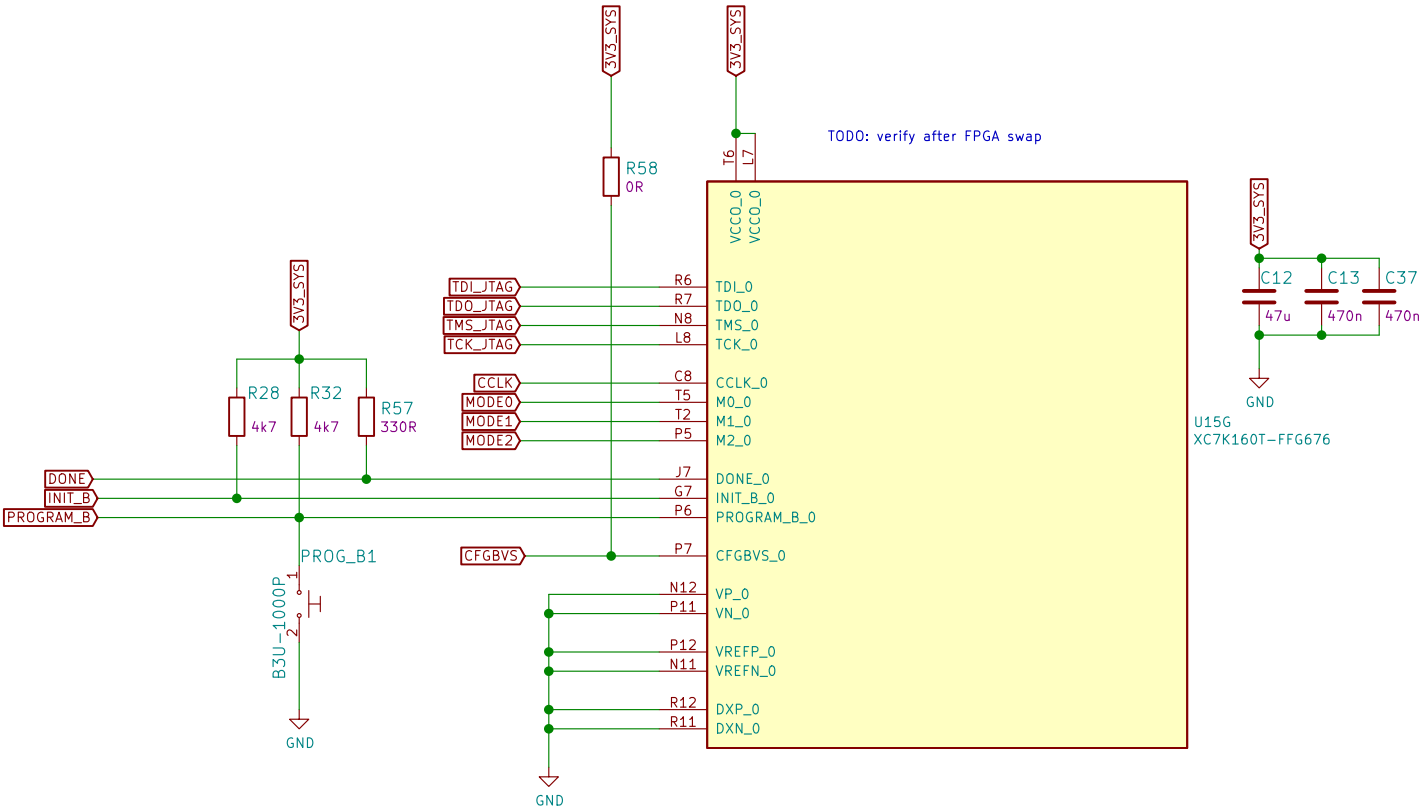 3V3_SYS
3V3_SYS
TODO: verify after FPGA swap
R58
0R
T6
L7
VCCO_0
VCCO_0
3V3_SYS
C12
47u
C13
470n
C37
470n
GND
U15G
XC7K160T-FFG676
TDI_JTAG R6 TDI_0
TDO_JTAG R7 TDO_0
TMS_JTAG N8 TMS_0
TCK_JTAG L8 TCK_0
CCLK C8 CCLK_0
MODE0 T5 M0_0
MODE1 T2 M1_0
MODE2 P5 M2_0
3V3_SYS
R28
4k7
R32
4k7
R57
330R
DONE J7 DONE_0
INIT_B G7 INIT_B_0
PROGRAM_B P6 PROGRAM_B_0
CFGBVS P7 CFGBVS_0
PROG_B1
1
2
B3U-1000P
GND
N12 VP_0
P11 VN_0
P12 VREFP_0
N11 VREFN_0
R12 DXP_0
R11 DXN_0
GND